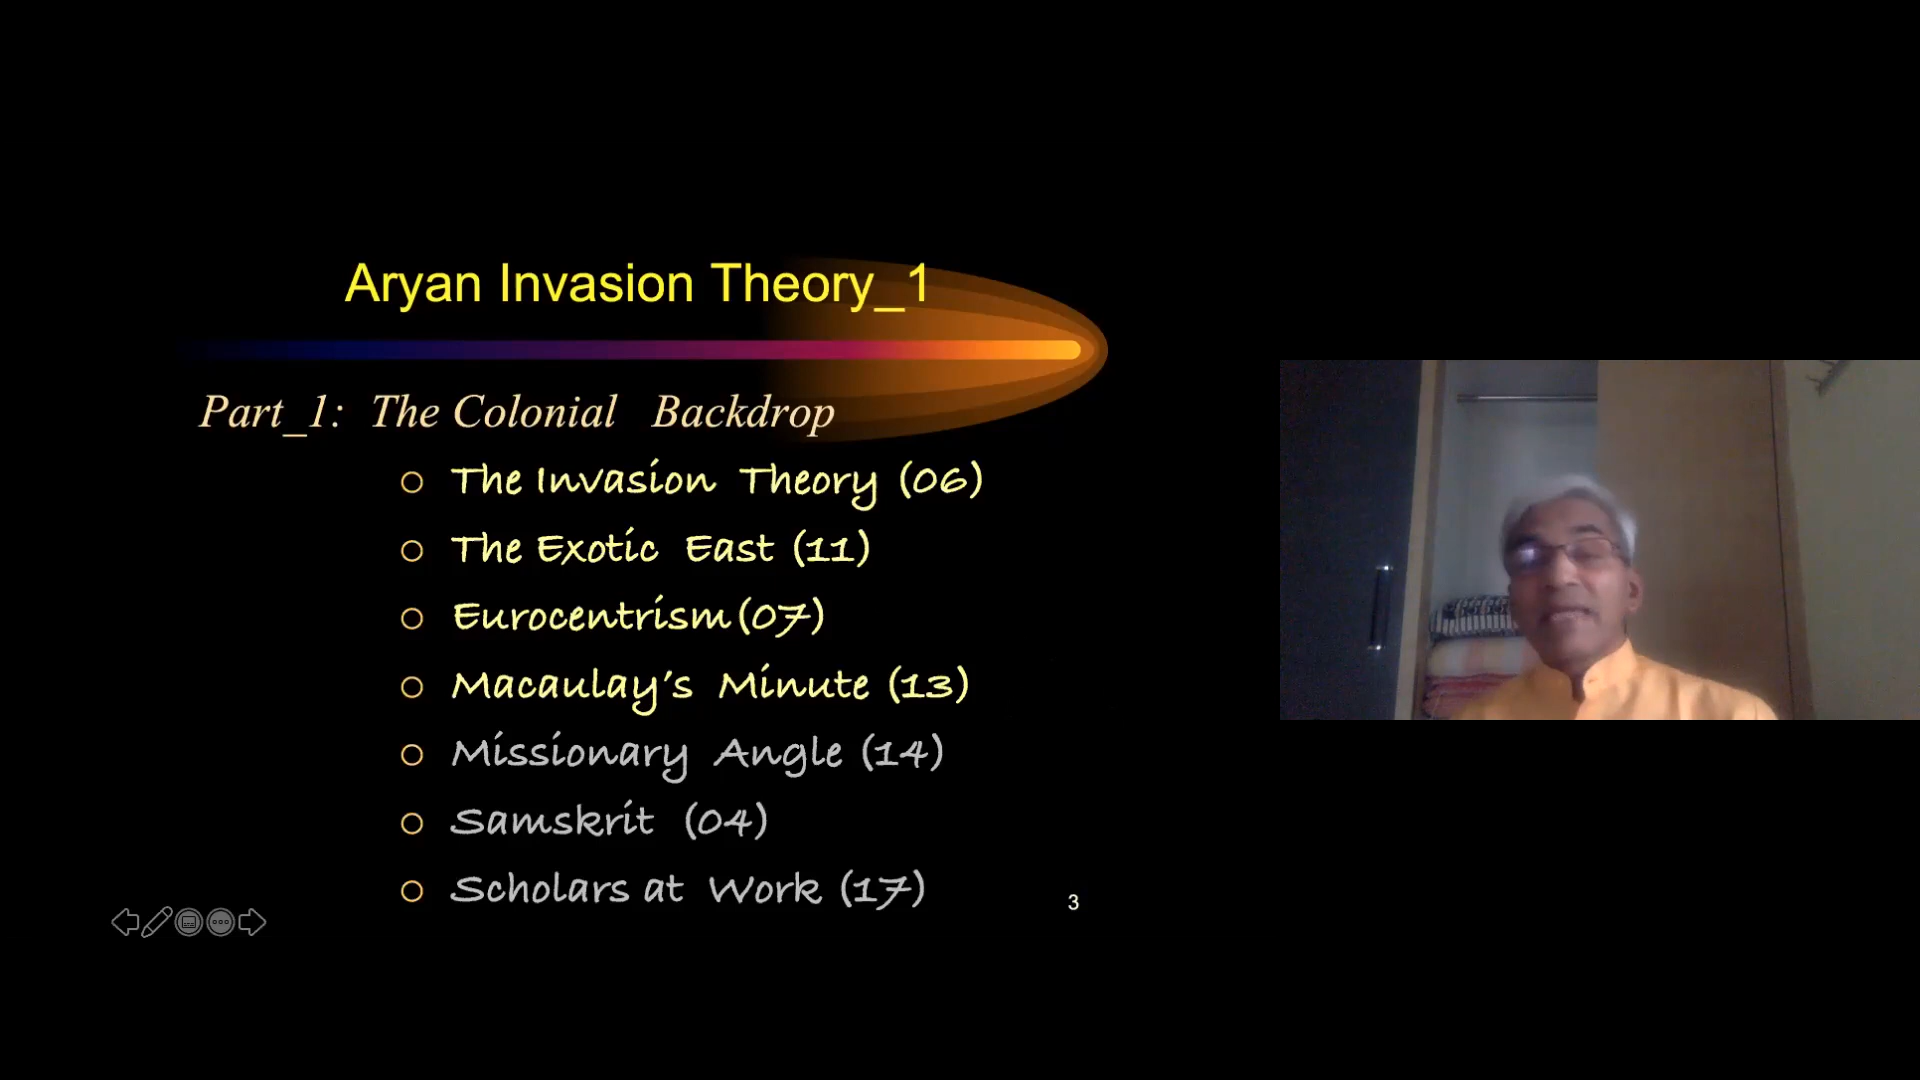 Aryan Invasion Theory_1
Part_1: The Colonial Backdrop
The Invasion Theory (06)
The Exotic East (11)
Eurocentrism (07)
Macaulay's Minute (13)
Missionary Angle (14)
Samskrit (04)
Scholars at Work (17)
3